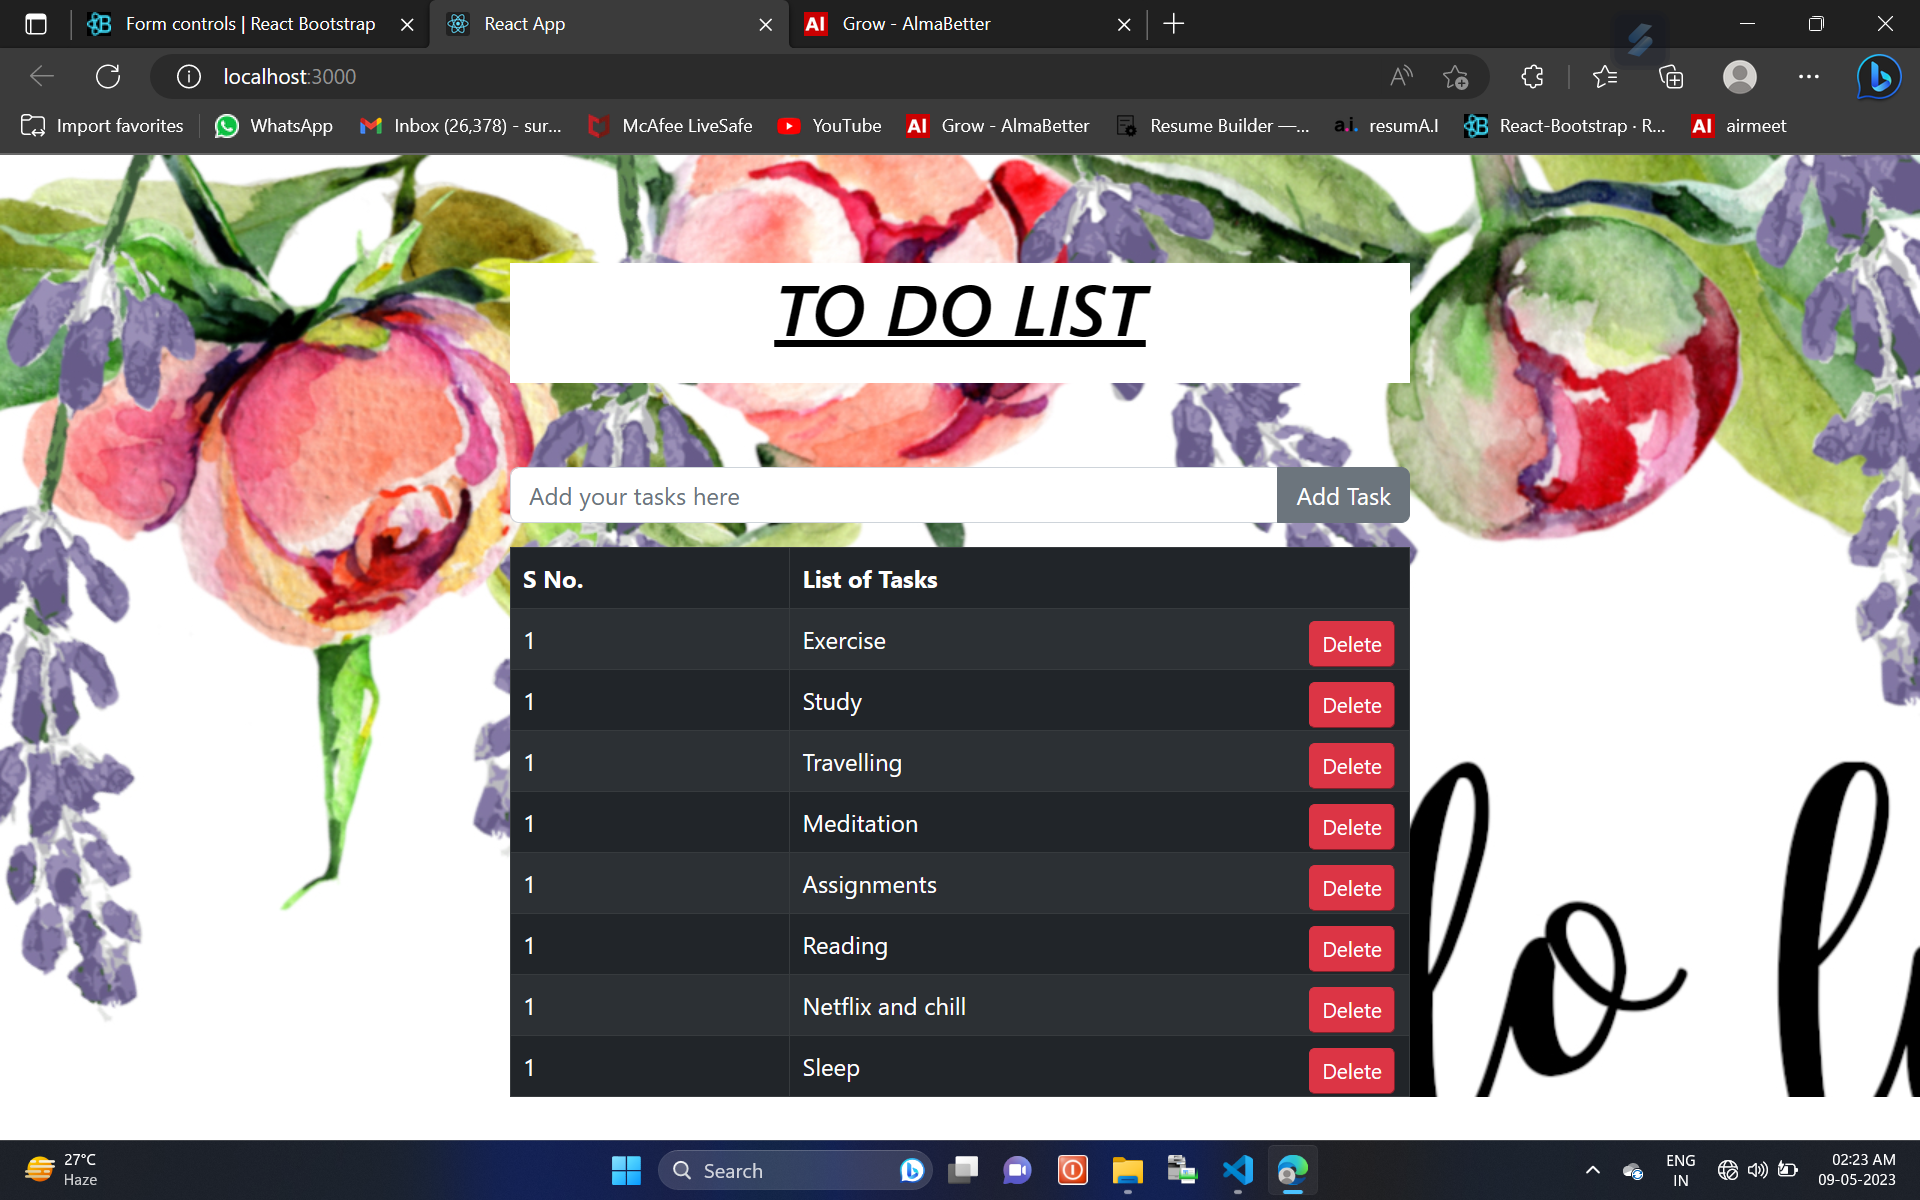 Form controls | React Bootstrap
React App
AI Grow - AlmaBetter
localhost:3000
Import favorites
WhatsApp
Inbox (26,378) - sur...
McAfee LiveSafe
YouTube
AI Grow - AlmaBetter
Resume Builder —...
a.i. resumA.I
React-Bootstrap · R...
AI airmeet
TO DO LIST
Add your tasks here
Add Task
S No. List of Tasks
1 Exercise Delete
1 Study Delete
1 Travelling Delete
1 Meditation Delete
1 Assignments Delete
1 Reading Delete
1 Netflix and chill Delete
1 Sleep Delete
27°C
Haze
Search
ENG
IN
02:23 AM
09-05-2023